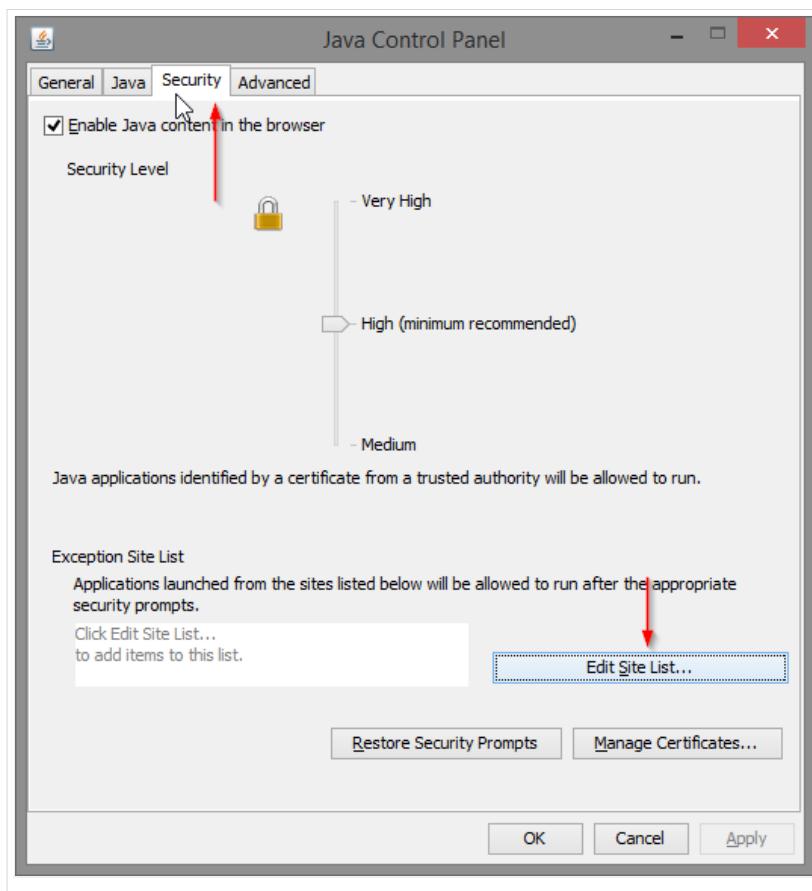 Java Control Panel
General Java Security Advanced
Enable Java content in the browser
Security Level
Very High
High (minimum recommended)
Medium
Java applications identified by a certificate from a trusted authority will be allowed to run.
Exception Site List
Applications launched from the sites listed below will be allowed to run after the appropriate
security prompts.
Click Edit Site List...
to add items to this list.
Edit Site List...
Restore Security Prompts Manage Certificates...
OK Cancel Apply